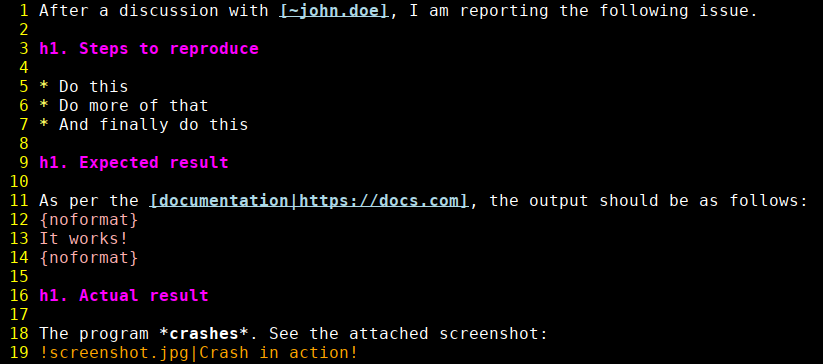 1 After a discussion with [~john.doe], I am reporting the following issue.
2
3 h1. Steps to reproduce
4
5 * Do this
6 * Do more of that
7 * And finally do this
8
9 h1. Expected result
10
11 As per the [documentation|https://docs.com], the output should be as follows:
12 {noformat}
13 It works!
14 {noformat}
15
16 h1. Actual result
17
18 The program *crashes*. See the attached screenshot:
19 !screenshot.jpg|Crash in action!